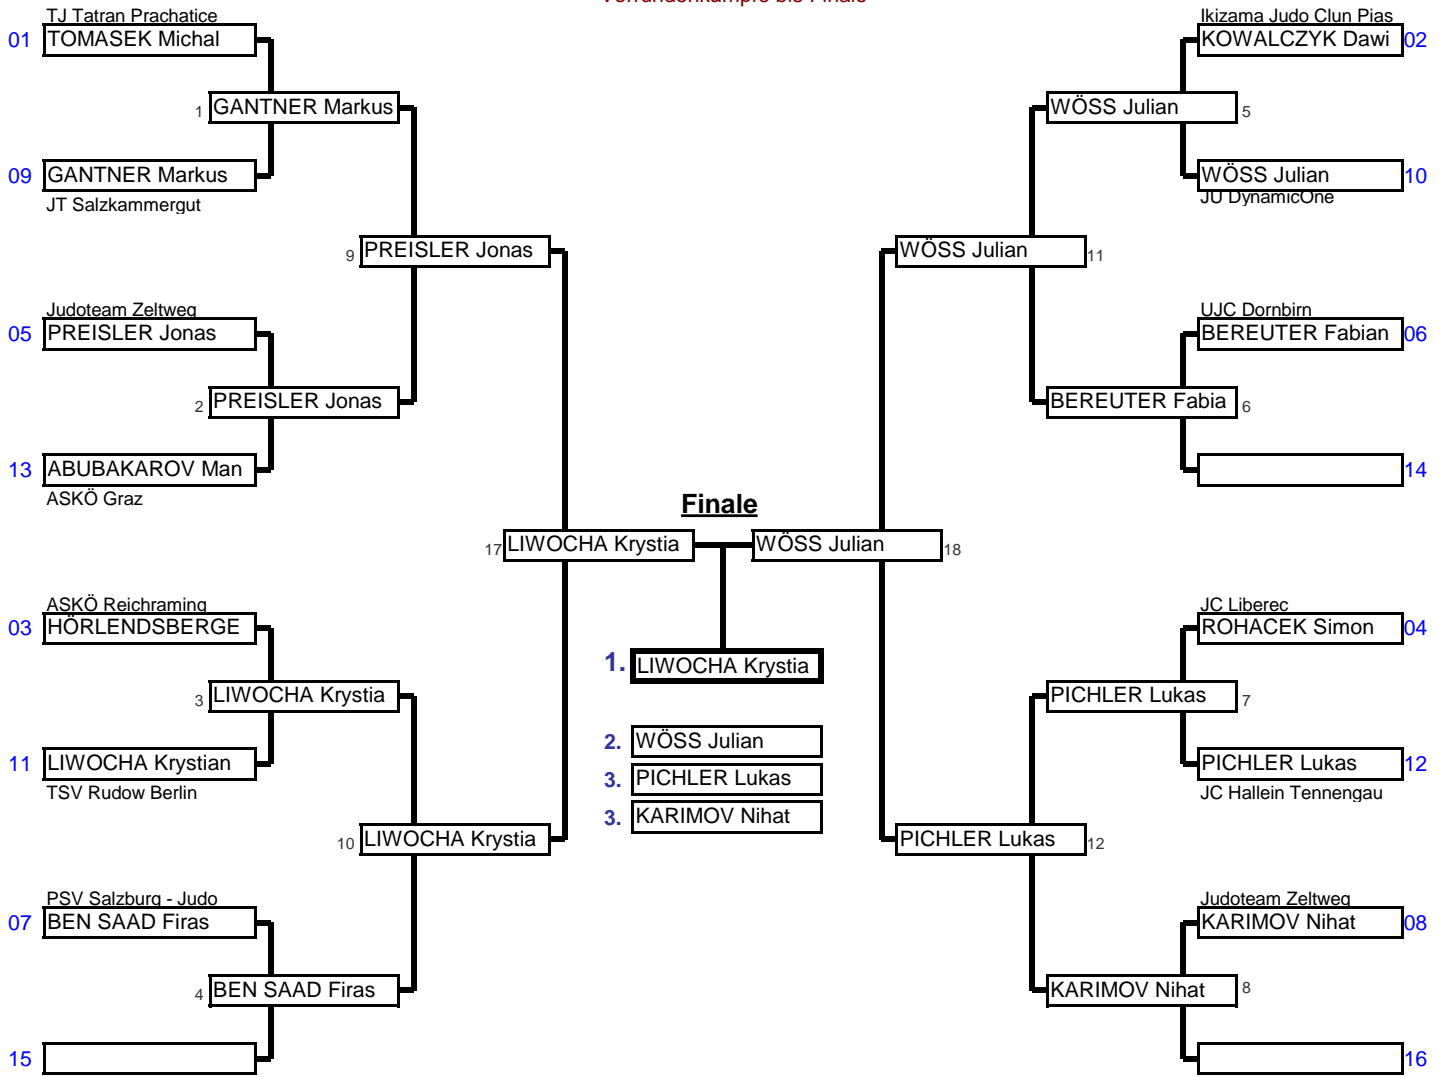 Vorrundenkämpfe bis Finale
TJ Tatran Prachatice
01 TOMASEK Michal
1 GANTNER Markus
09 GANTNER Markus
JT Salzkammergut
9 PREISLER Jonas
Judoteam Zeltweg
05 PREISLER Jonas
2 PREISLER Jonas
13 ABUBAKAROV Man
ASKÖ Graz
17 LIWOCHA Krystia
ASKÖ Reichraming
03 HÖRLENDSBERGE
3 LIWOCHA Krystia
11 LIWOCHA Krystian
TSV Rudow Berlin
10 LIWOCHA Krystia
PSV Salzburg - Judo
07 BEN SAAD Firas
4 BEN SAAD Firas
15
Finale
1. LIWOCHA Krystia
2. WÖSS Julian
3. PICHLER Lukas
3. KARIMOV Nihat
Ikizama Judo Clun Pias
KOWALCZYK Dawi 02
WÖSS Julian 5
WÖSS Julian 10
JU DynamicOne
WÖSS Julian 11
UJC Dornbirn
BEREUTER Fabian 06
BEREUTER Fabia 6
14
WÖSS Julian 18
JC Liberec
ROHACEK Simon 04
PICHLER Lukas 7
PICHLER Lukas 12
JC Hallein Tennengau
PICHLER Lukas 12
Judoteam Zeltweg
KARIMOV Nihat 08
KARIMOV Nihat 8
16